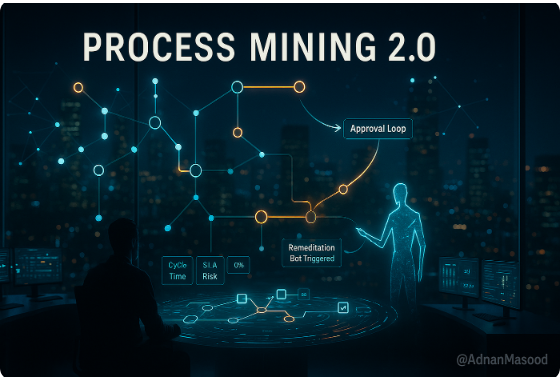 PROCESS MINING 2.0
Approval Loop
Remeditation
Bot Triggered
Cycle
Time
SLA
Risk
0%
@AdnanMasood